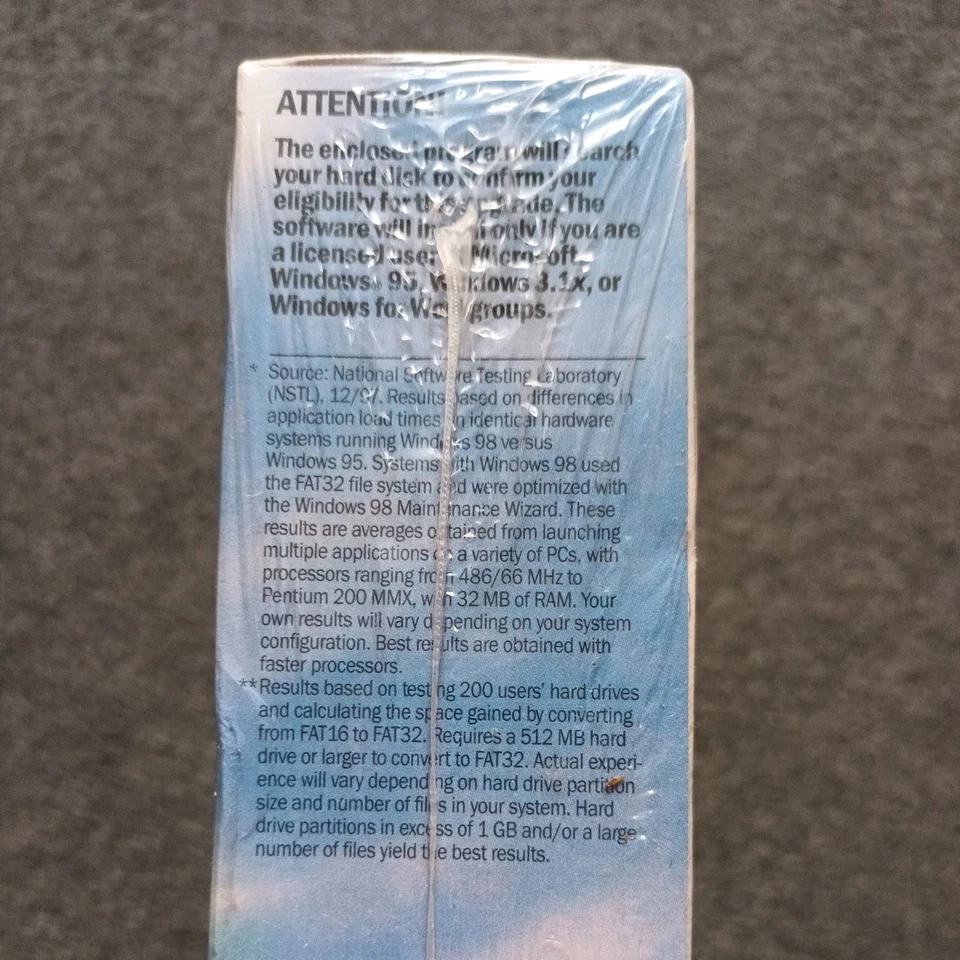 ATTENTION!
The enclosed program will search
your hard disk to confirm your
eligibility for this upgrade. The
software will install only if you are
a licensed user of Microsoft®
Windows® 95, Windows 3.1x, or
Windows for Workgroups.
* Source: National Software Testing Laboratory
(NSTL), 12/97. Results based on differences in
application load times on identical hardware
systems running Windows 98 versus
Windows 95. Systems with Windows 98 used
the FAT32 file system and were optimized with
the Windows 98 Maintenance Wizard. These
results are averages obtained from launching
multiple applications on a variety of PCs, with
processors ranging from 486/66 MHz to
Pentium 200 MMX, with 32 MB of RAM. Your
own results will vary depending on your system
configuration. Best results are obtained with
faster processors.
**Results based on testing 200 users' hard drives
and calculating the space gained by converting
from FAT16 to FAT32. Requires a 512 MB hard
drive or larger to convert to FAT32. Actual experi-
ence will vary depending on hard drive partition
size and number of files in your system. Hard
drive partitions in excess of 1 GB and/or a large
number of files yield the best results.